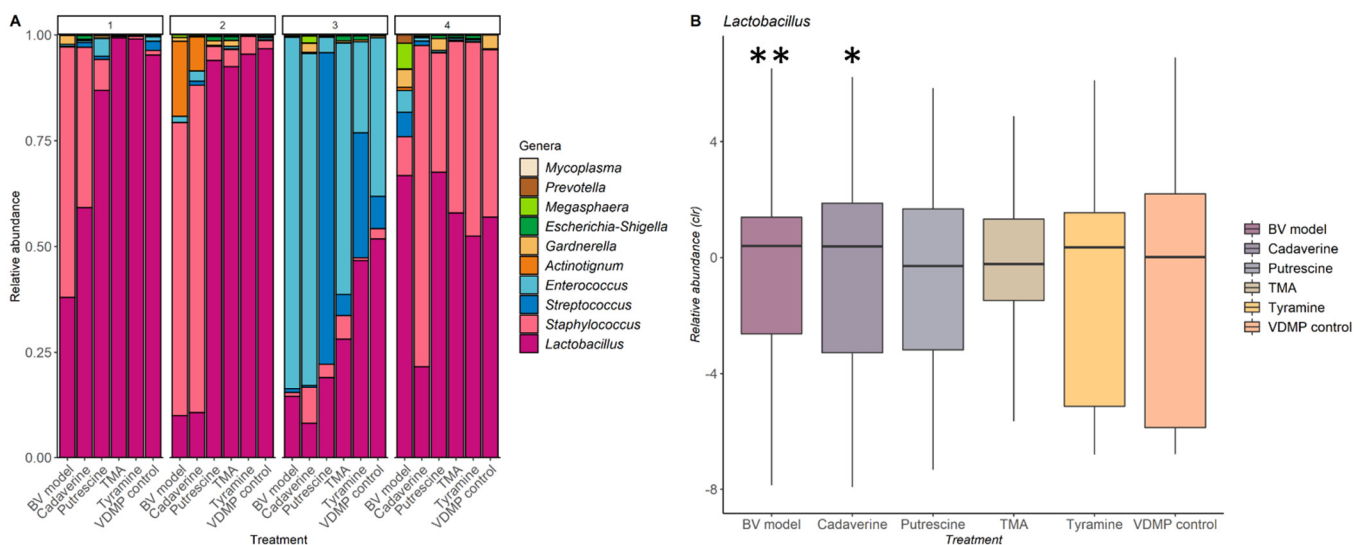 A
1
2
3
4
1.00
0.75
0.50
0.25
0.00
Relative abundance
BV model
Cadaverine
Putrescine
TMA
Tyramine
VDMP control
BV model
Cadaverine
Putrescine
TMA
Tyramine
VDMP control
BV model
Cadaverine
Putrescine
TMA
Tyramine
VDMP control
BV model
Cadaverine
Putrescine
TMA
Tyramine
VDMP control
Treatment
Genera
Mycoplasma
Prevotella
Megasphaera
Escherichia-Shigella
Gardnerella
Actinotignum
Enterococcus
Streptococcus
Staphylococcus
Lactobacillus
B
Lactobacillus
** *
4
0
-4
-8
Relative abundance (clr)
BV model
Cadaverine
Putrescine
TMA
Tyramine
VDMP control
Treatment
BV model
Cadaverine
Putrescine
TMA
Tyramine
VDMP control